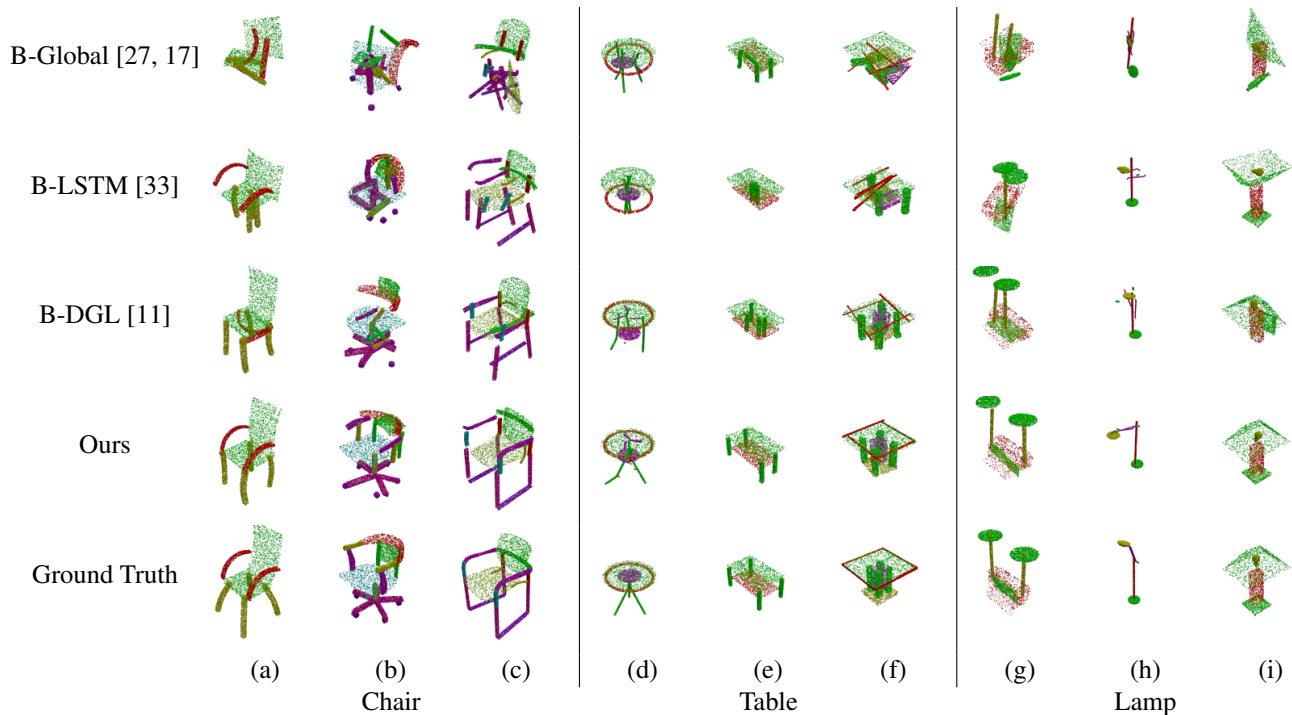 B-Global [27, 17]
B-LSTM [33]
B-DGL [11]
Ours
Ground Truth
(a) (b) (c) (d) (e) (f) (g) (h) (i)
Chair Table Lamp